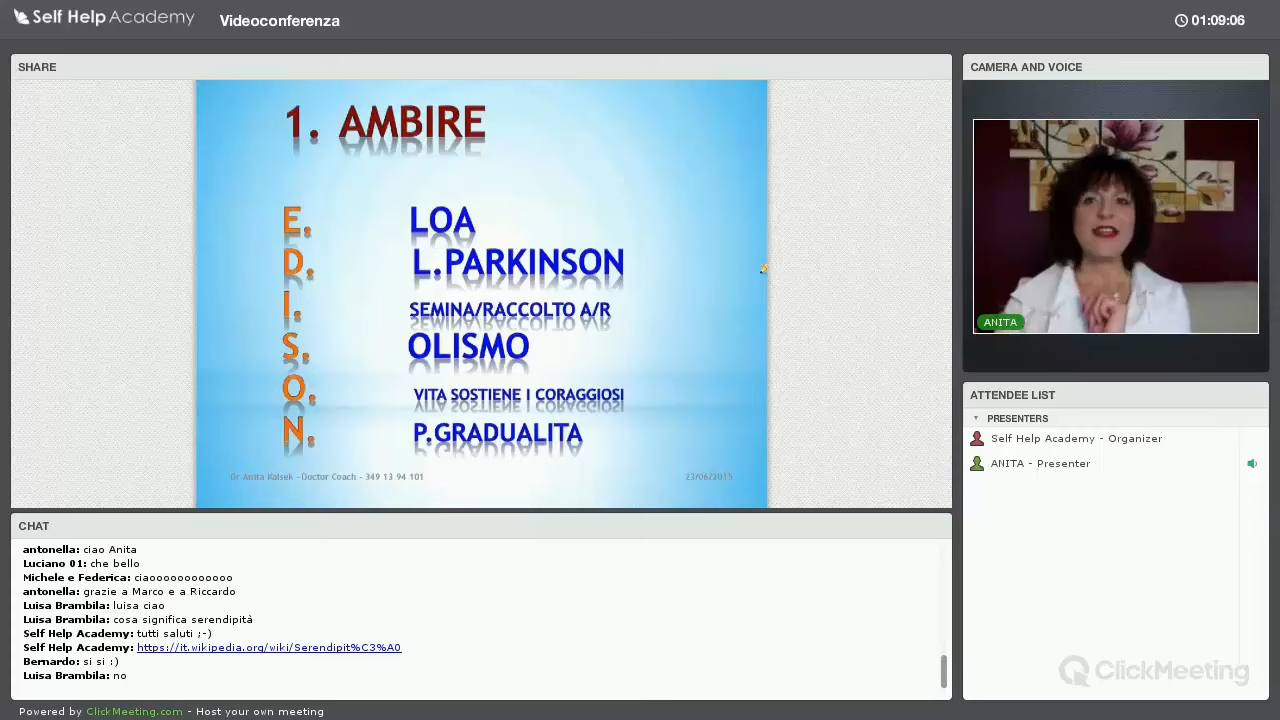 Self Help Academy
Videoconferenza
01:09:06
SHARE
1. AMBIRE
E. LOA
D. L.PARKINSON
I. SEMINA/RACCOLTO A/R
S. OLISMO
O. VITA SOSTIENE I CORAGGIOSI
N. P.GRADUALITA
Dr Anita Kalsek - Doctor Coach - 349 13 94 101
23/06/2015
CAMERA AND VOICE
ANITA
ATTENDEE LIST
PRESENTERS
Self Help Academy - Organizer
ANITA - Presenter
CHAT
antonella: ciao Anita
Luciano 01: che bello
Michele e Federica: ciaoooooooooooo
antonella: grazie a Marco e a Riccardo
Luisa Brambila: luisa ciao
Luisa Brambila: cosa significa serendipità
Self Help Academy: tutti saluti ;-)
Self Help Academy: https://it.wikipedia.org/wiki/Serendipit%C3%A0
Bernardo: si si :)
Luisa Brambila: no
ClickMeeting
Powered by ClickMeeting.com - Host your own meeting